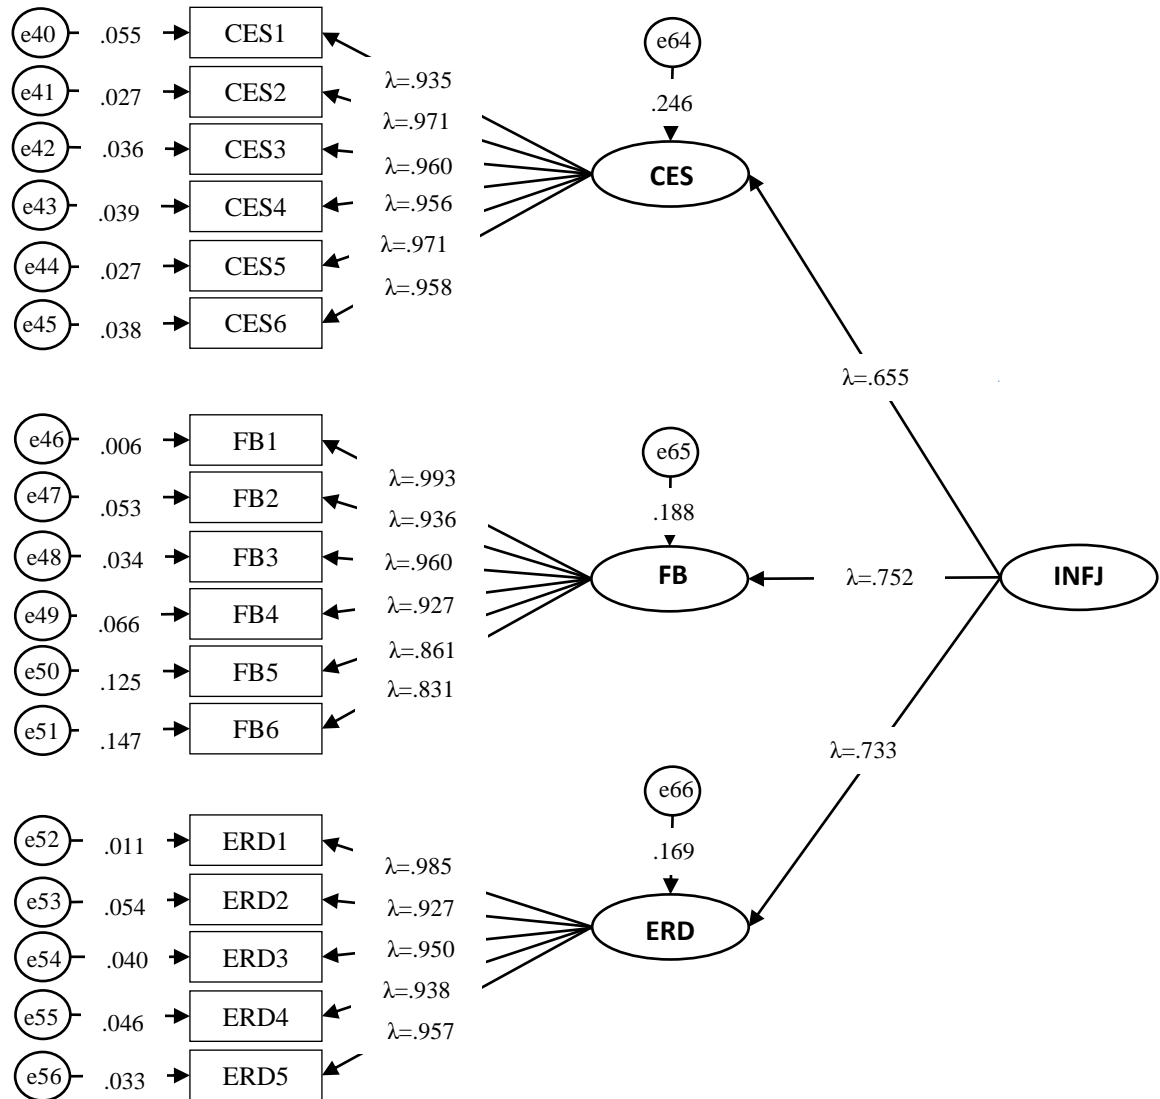 e40 .055 CES1
e64
e41 .027 CES2 λ=.935
.246
e42 .036 CES3 λ=.971
λ=.960
CES
e43 .039 CES4 λ=.956
e44 .027 CES5 λ=.971
e45 .038 CES6 λ=.958
λ=.655
e46 .006 FB1
e65
λ=.993
e47 .053 FB2
.188
λ=.936
e48 .034 FB3 λ=.960
FB λ=.752 INFJ
e49 .066 FB4 λ=.927
e50 .125 FB5 λ=.861
λ=.831
e51 .147 FB6
λ=.733
e66
e52 .011 ERD1
.169
λ=.985
e53 .054 ERD2 λ=.927
ERD
e54 .040 ERD3 λ=.950
λ=.938
e55 .046 ERD4 λ=.957
e56 .033 ERD5